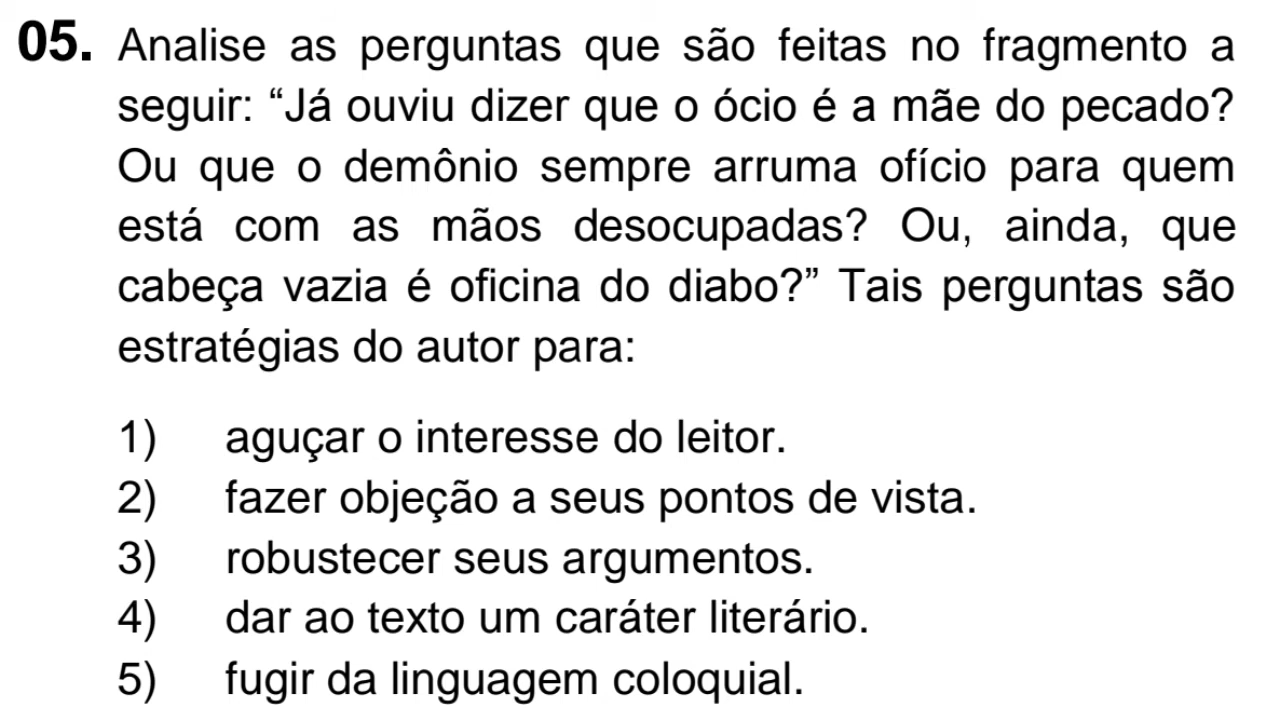 05. Analise as perguntas que são feitas no fragmento a
seguir: “Já ouviu dizer que o ócio é a mãe do pecado?
Ou que o demônio sempre arruma ofício para quem
está com as mãos desocupadas? Ou, ainda, que
cabeça vazia é oficina do diabo?” Tais perguntas são
estratégias do autor para:
1) aguçar o interesse do leitor.
2) fazer objeção a seus pontos de vista.
3) robustecer seus argumentos.
4) dar ao texto um caráter literário.
5) fugir da linguagem coloquial.